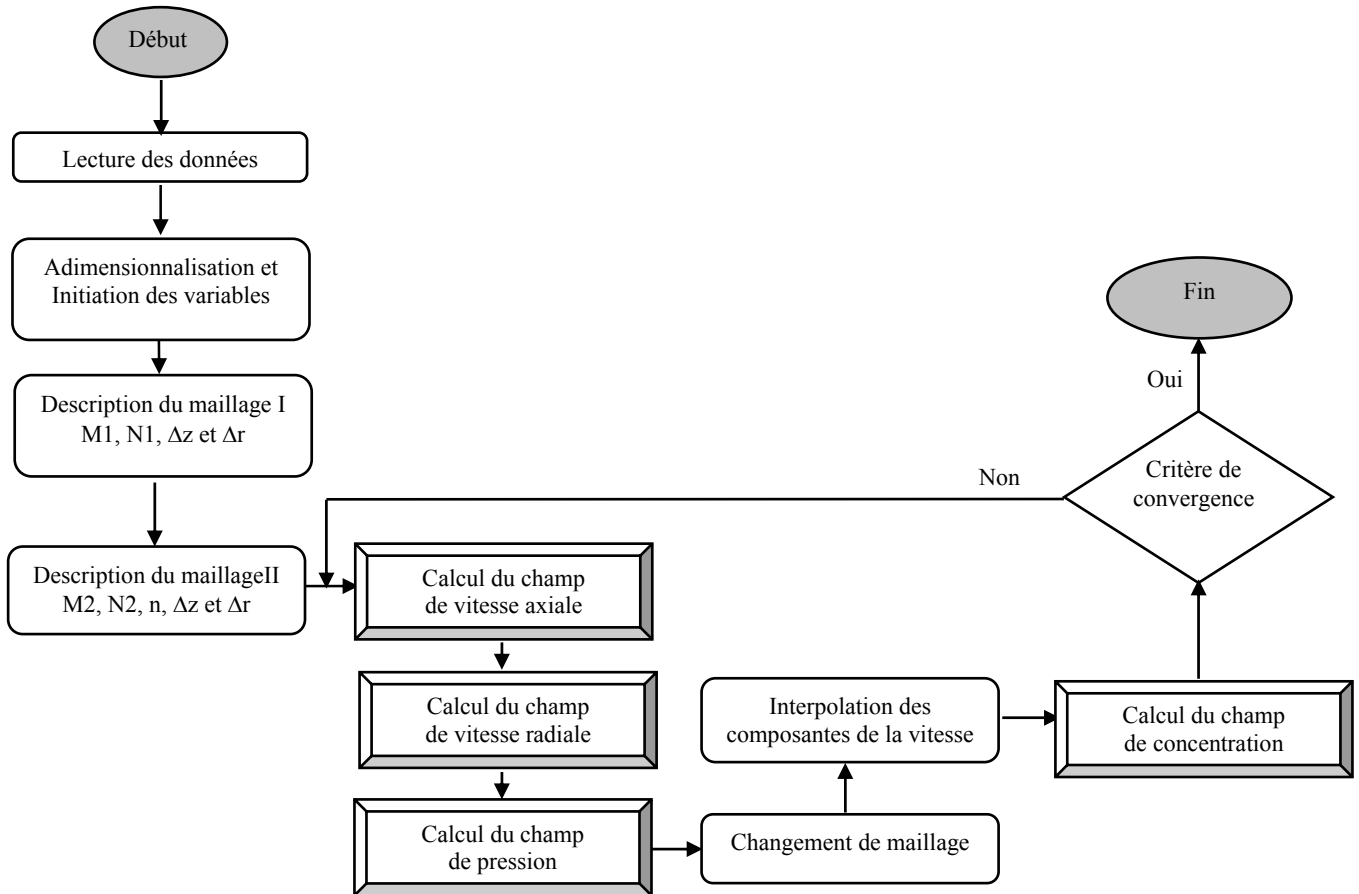 Début
Lecture des données
Adimensionnalisation et
Initiation des variables
Description du maillage I
M1, N1, Δz et Δr
Description du maillageII
M2, N2, n, Δz et Δr
Calcul du champ
de vitesse axiale
Calcul du champ
de vitesse radiale
Calcul du champ
de pression
Changement de maillage
Interpolation des
composantes de la vitesse
Calcul du champ
de concentration
Critère de
convergence
Non
Oui
Fin